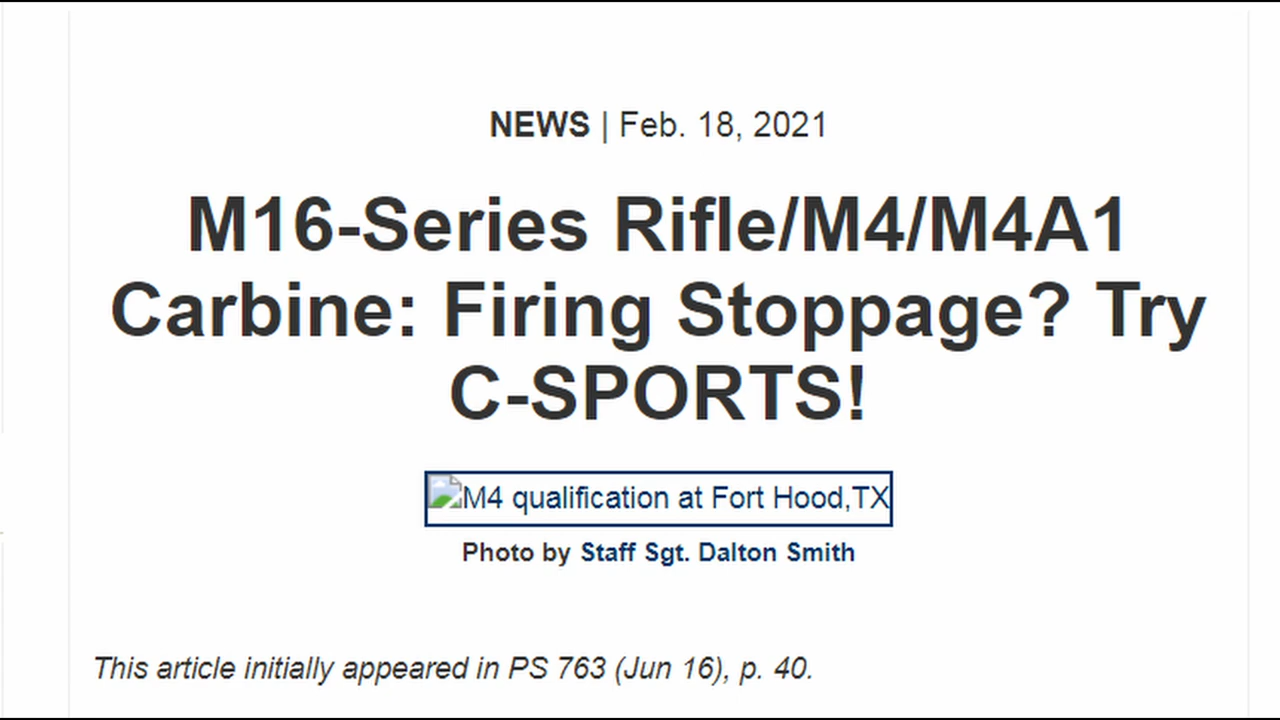 NEWS | Feb. 18, 2021
M16-Series Rifle/M4/M4A1
Carbine: Firing Stoppage? Try
C-SPORTS!
M4 qualification at Fort Hood,TX
Photo by Staff Sgt. Dalton Smith
This article initially appeared in PS 763 (Jun 16), p. 40.